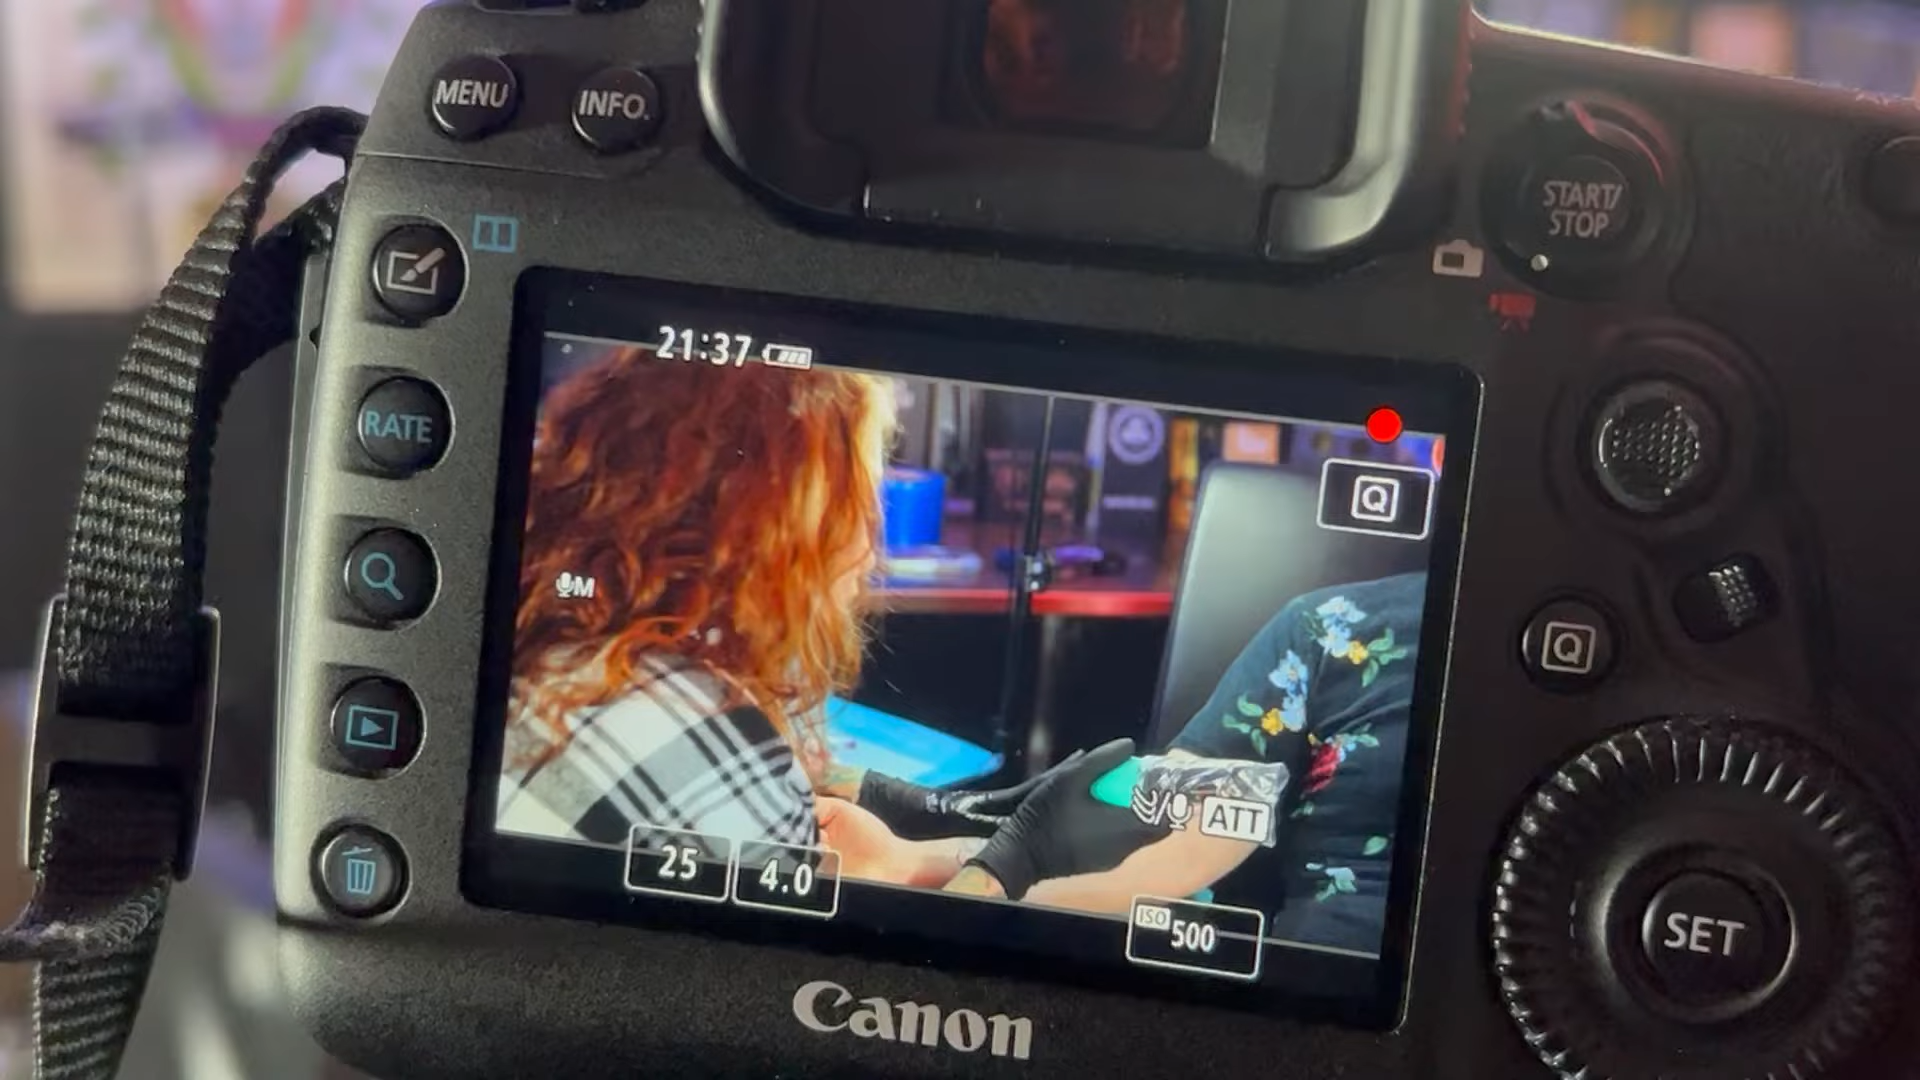 MENU
INFO.
START/
STOP
RATE
21:37
Q
M
Q
ATT
25
4.0
ISO
500
SET
Canon